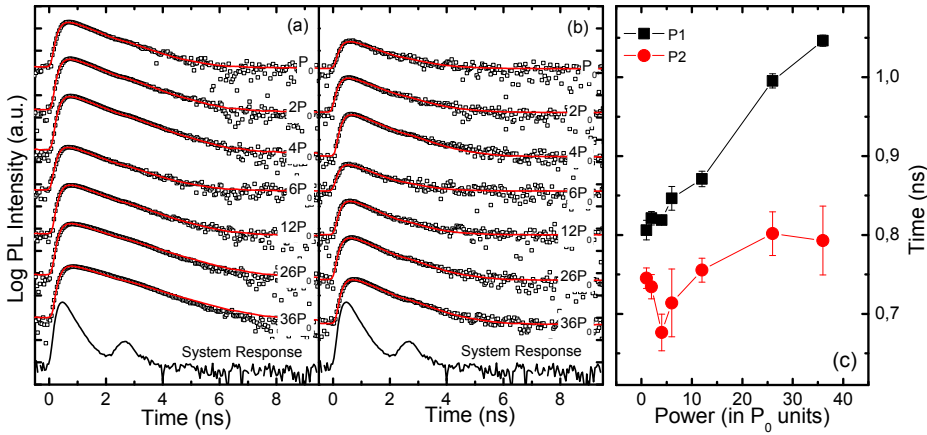 Log PL Intensity (a.u.)
(a)
P0
2P0
4P0
6P0
12P0
26P0
36P0
System Response
0 2 4 6 8
Time (ns)
(b)
P0
12P0
4P0
6P0
12P0
26P0
36P0
System Response
0 2 4 6 8
Time (ns)
P1
P2
(c)
1,0
0,9
0,8
0,7
Time (ns)
0 10 20 30 40
Power (in P0 units)